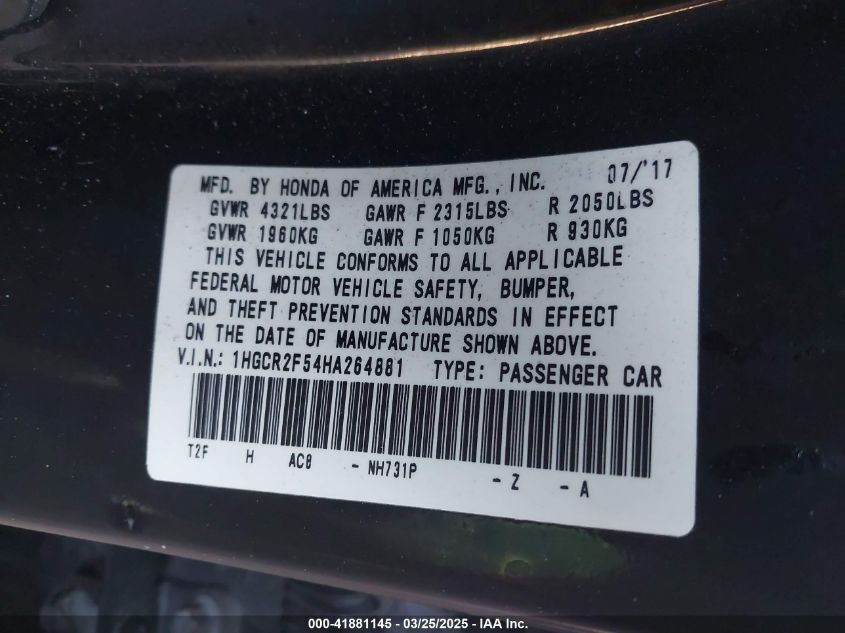 MFD. BY HONDA OF AMERICA MFG., INC. 07/'17
GVWR 4321LBS GAWR F 2315LBS R 2050LBS
GVWR 1960KG GAWR F 1050KG R 930KG
THIS VEHICLE CONFORMS TO ALL APPLICABLE
FEDERAL MOTOR VEHICLE SAFETY, BUMPER,
AND THEFT PREVENTION STANDARDS IN EFFECT
ON THE DATE OF MANUFACTURE SHOWN ABOVE.
V.I.N.: 1HGCR2F54HA264881 TYPE: PASSENGER CAR
T2F H AC8 - NH731P - Z - A
000-41881145 - 03/25/2025 - IAA Inc.